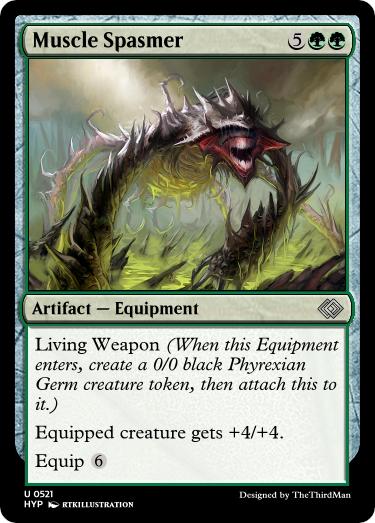 Muscle Spasmer 5
Artifact — Equipment
Living Weapon (When this Equipment
enters, create a 0/0 black Phyrexian
Germ creature token, then attach this to
it.)
Equipped creature gets +4/+4.
Equip 6
U 0521
HYP RTKILLUSTRATION
Designed by TheThirdMan